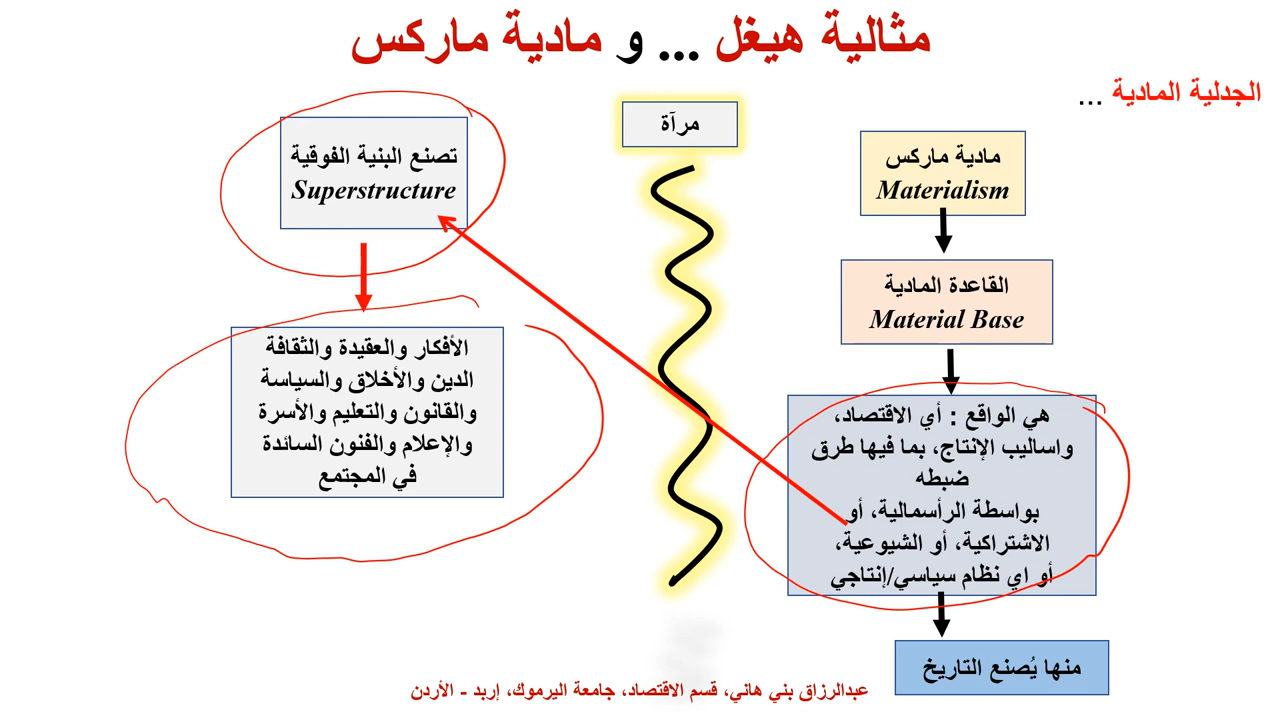 مثالية هيغل ... و مادية ماركس
الجدلية المادية ...
مادية ماركس
Materialism
القاعدة المادية
Material Base
هي الواقع : أي الاقتصاد،
واساليب الإنتاج، بما فيها طرق
ضبطه
بواسطة الرأسمالية، أو
الاشتراكية، أو الشيوعية،
أو اي نظام سياسي/إنتاجي
منها يُصنع التاريخ
مرآة
تصنع البنية الفوقية
Superstructure
الأفكار والعقيدة والثقافة
الدين والأخلاق والسياسة
والقانون والتعليم والأسرة
والإعلام والفنون السائدة
في المجتمع
عبدالرزاق بني هاني، قسم الاقتصاد، جامعة اليرموك، إربد - الأردن